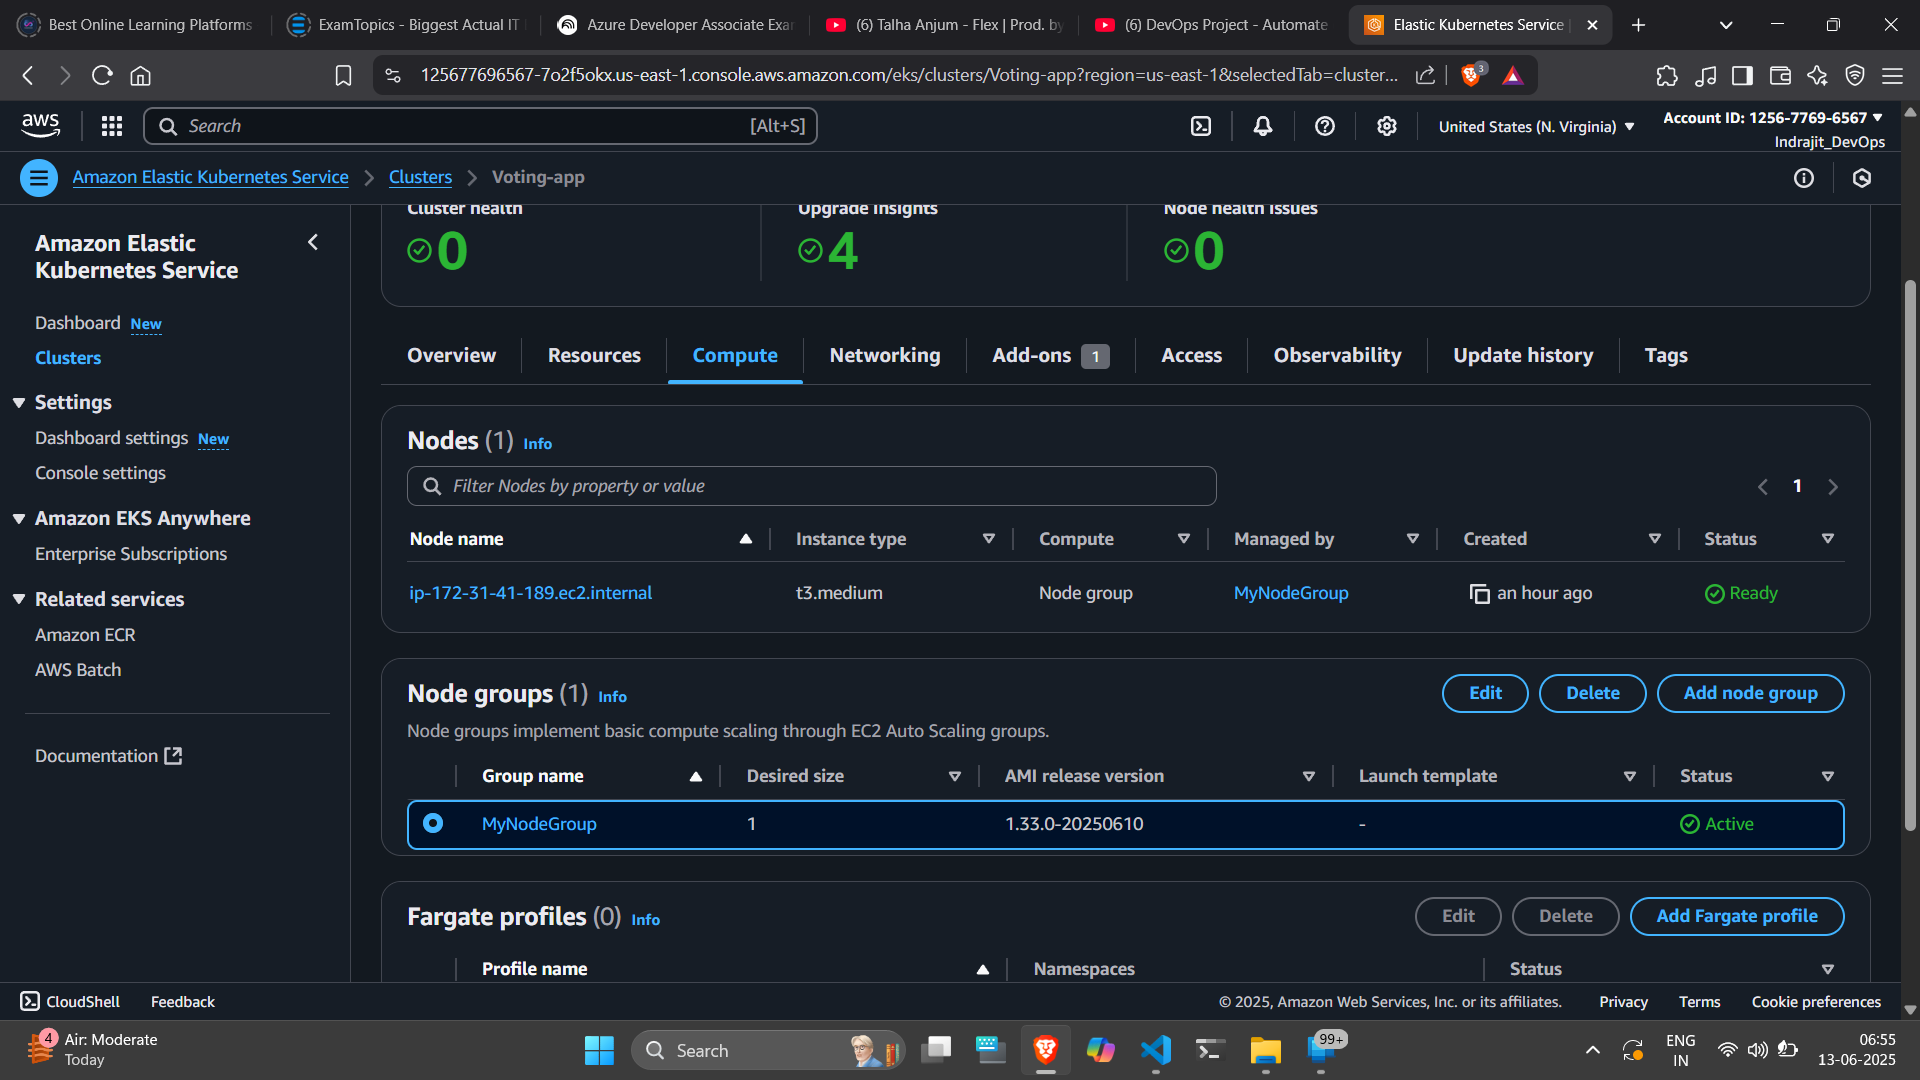 Best Online Learning Platforms
ExamTopics - Biggest Actual IT
Azure Developer Associate Exam
(6) Talha Anjum - Flex | Prod. by
(6) DevOps Project - Automate
Elastic Kubernetes Service |
125677696567-7o2f5okx.us-east-1.console.aws.amazon.com/eks/clusters/Voting-app?region=us-east-1&selectedTab=cluster...
3
aws
Search
[Alt+S]
United States (N. Virginia)
Account ID: 1256-7769-6567
Indrajit_DevOps
Amazon Elastic Kubernetes Service
Clusters
Voting-app
Amazon Elastic
Kubernetes Service
Dashboard New
Clusters
Settings
Dashboard settings New
Console settings
Amazon EKS Anywhere
Enterprise Subscriptions
Related services
Amazon ECR
AWS Batch
Documentation
Cluster health
Upgrade insights
Node health issues
0
4
0
Overview
Resources
Compute
Networking
Add-ons 1
Access
Observability
Update history
Tags
Nodes (1) Info
Filter Nodes by property or value
1
Node name
Instance type
Compute
Managed by
Created
Status
ip-172-31-41-189.ec2.internal
t3.medium
Node group
MyNodeGroup
an hour ago
Ready
Node groups (1) Info
Edit
Delete
Add node group
Node groups implement basic compute scaling through EC2 Auto Scaling groups.
Group name
Desired size
AMI release version
Launch template
Status
MyNodeGroup
1
1.33.0-20250610
-
Active
Fargate profiles (0) Info
Edit
Delete
Add Fargate profile
Profile name
Namespaces
Status
CloudShell
Feedback
© 2025, Amazon Web Services, Inc. or its affiliates.
Privacy
Terms
Cookie preferences
4
Air: Moderate
Today
Search
99+
ENG
IN
06:55
13-06-2025